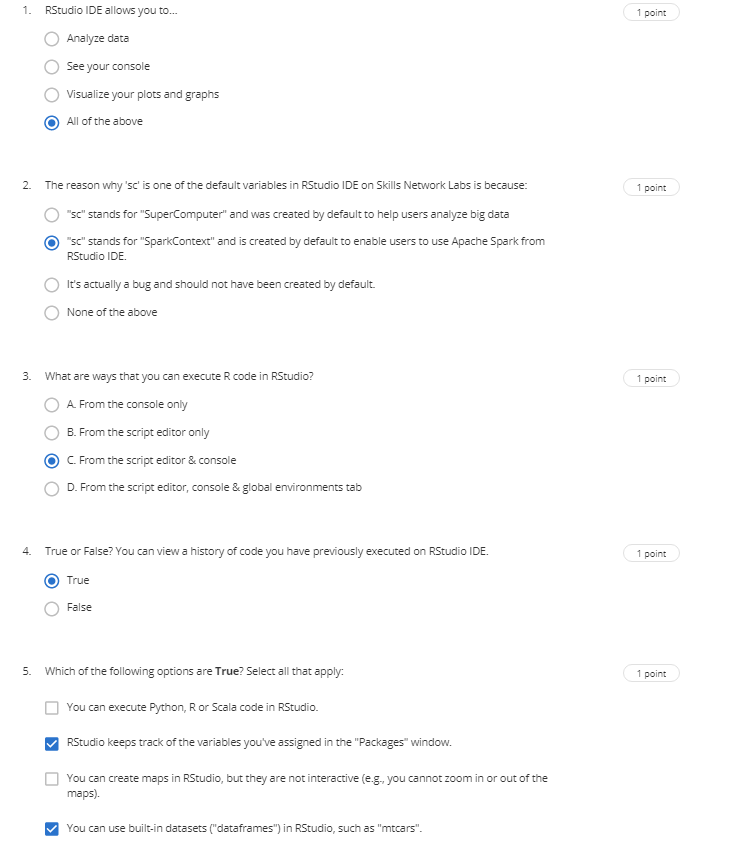 1. RStudio IDE allows you to... 1 point
Analyze data
See your console
Visualize your plots and graphs
All of the above
2. The reason why 'sc' is one of the default variables in RStudio IDE on Skills Network Labs is because: 1 point
"sc" stands for "SuperComputer" and was created by default to help users analyze big data
"sc" stands for "SparkContext" and is created by default to enable users to use Apache Spark from
RStudio IDE.
It's actually a bug and should not have been created by default.
None of the above
3. What are ways that you can execute R code in RStudio? 1 point
A. From the console only
B. From the script editor only
C. From the script editor & console
D. From the script editor, console & global environments tab
4. True or False? You can view a history of code you have previously executed on RStudio IDE. 1 point
True
False
5. Which of the following options are True? Select all that apply: 1 point
You can execute Python, R or Scala code in RStudio.
RStudio keeps track of the variables you've assigned in the "Packages" window.
You can create maps in RStudio, but they are not interactive (e.g., you cannot zoom in or out of the
maps).
You can use built-in datasets ("dataframes") in RStudio, such as "mtcars".